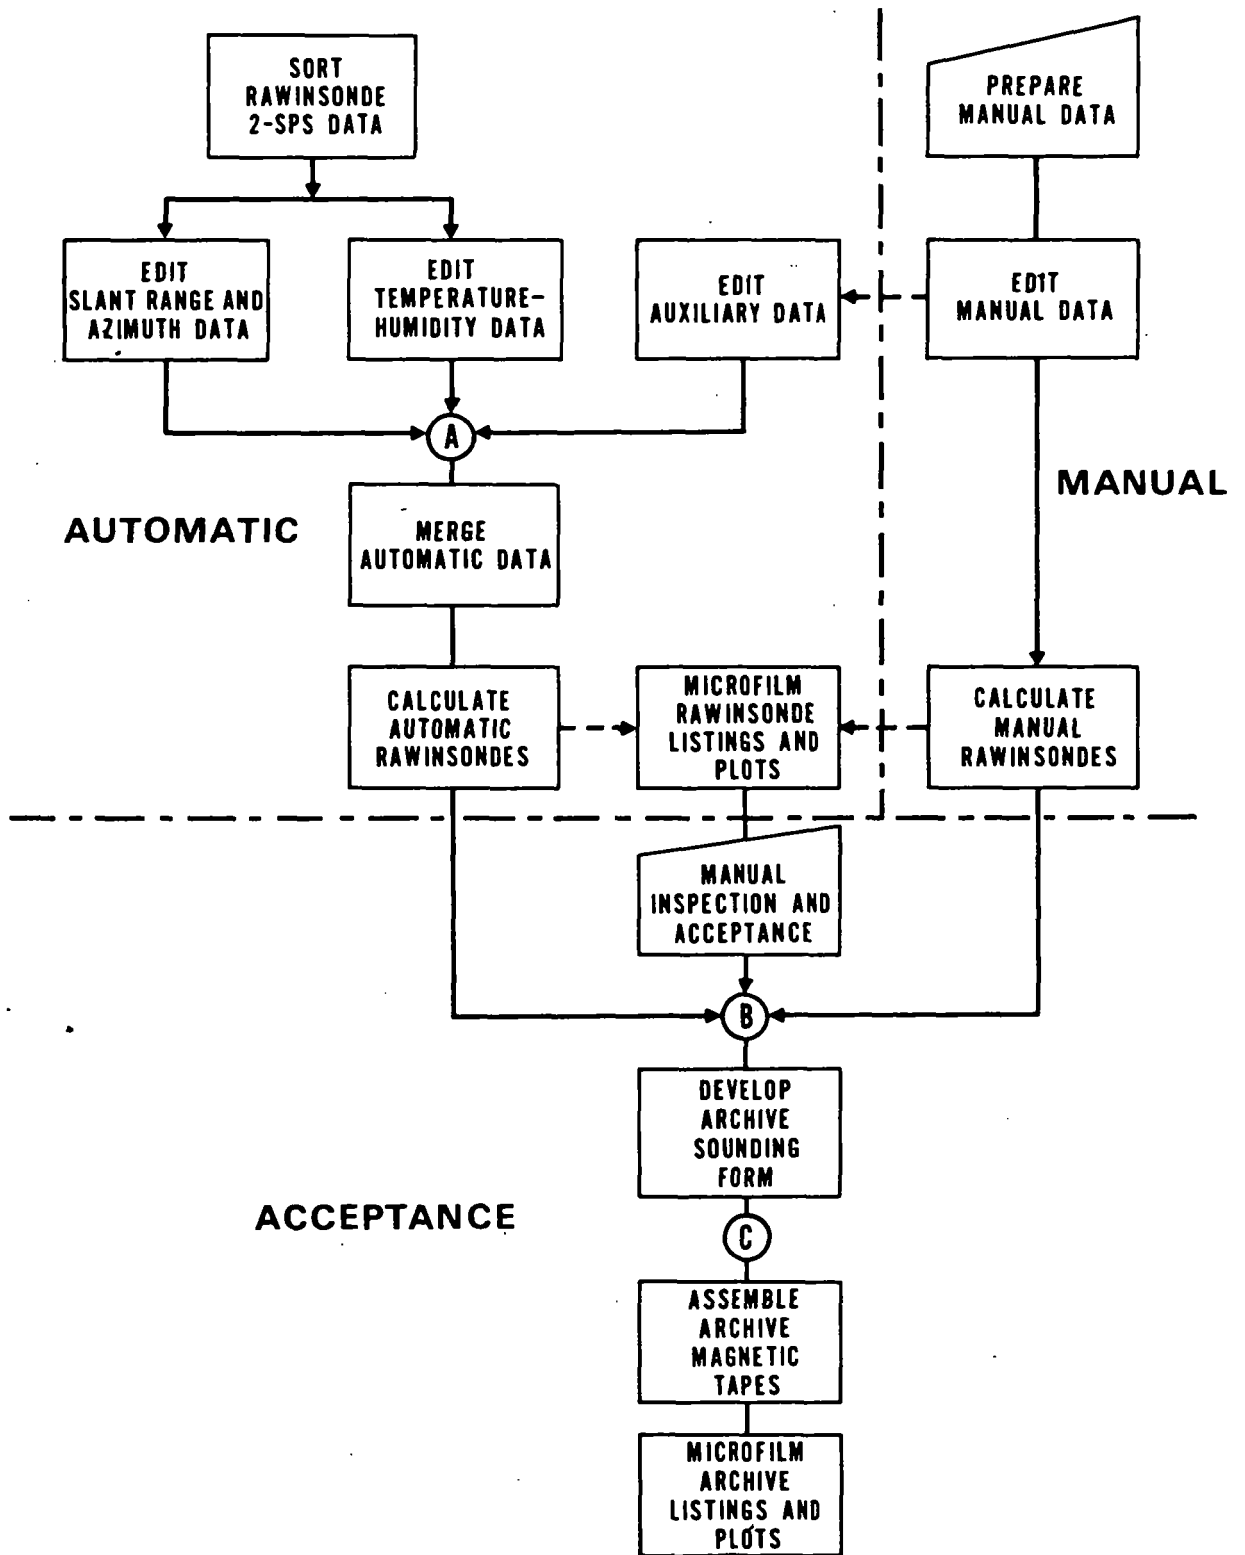 SORT
RAWINSONDE
2-SPS DATA
PREPARE
MANUAL DATA
EDIT
SLANT RANGE AND
AZIMUTH DATA
EDIT
TEMPERATURE-
HUMIDITY DATA
EDIT
AUXILIARY DATA
EDIT
MANUAL DATA
A
MANUAL
AUTOMATIC
MERGE
AUTOMATIC DATA
CALCULATE
AUTOMATIC
RAWINSONDES
MICROFILM
RAWINSONDE
LISTINGS AND
PLOTS
CALCULATE
MANUAL
RAWINSONDES
MANUAL
INSPECTION AND
ACCEPTANCE
B
DEVELOP
ARCHIVE
SOUNDING
FORM
ACCEPTANCE
C
ASSEMBLE
ARCHIVE
MAGNETIC
TAPES
MICROFILM
ARCHIVE
LISTINGS AND
PLOTS